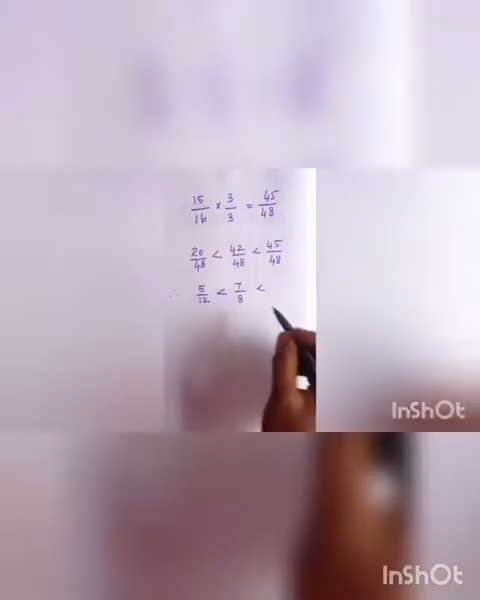 15/16 × 3/3 = 45/48
20/48 < 42/48 < 45/48
∴ 5/12 < 7/8 <
InShOt
InShOt